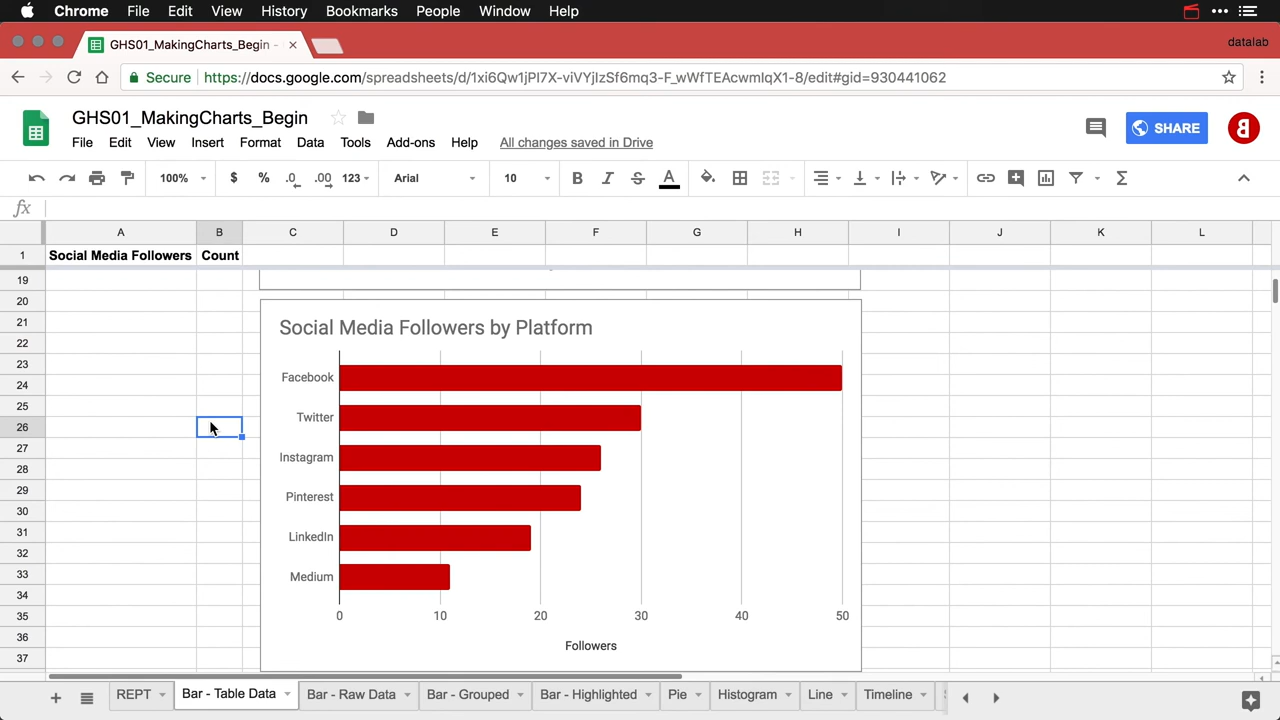 Chrome File Edit View History Bookmarks People Window Help
GHS01_MakingCharts_Begin - ×
datalab
Secure https://docs.google.com/spreadsheets/d/1xi6Qw1jPl7X-viVYjIzSf6mq3-F_wWfTEAcwmIqX1-8/edit#gid=930441062
GHS01_MakingCharts_Begin
File Edit View Insert Format Data Tools Add-ons Help All changes saved in Drive
SHARE
100% $ % .0 .00 123 Arial 10 B I S A Σ
fx
A B C D E F G H I J K L
1 Social Media Followers Count
19
20
21 Social Media Followers by Platform
22
23
24 Facebook
25
26 Twitter
27
28 Instagram
29
30 Pinterest
31
32 LinkedIn
33
34 Medium
35 0 10 20 30 40 50
36
37 Followers
REPT Bar - Table Data Bar - Raw Data Bar - Grouped Bar - Highlighted Pie Histogram Line Timeline